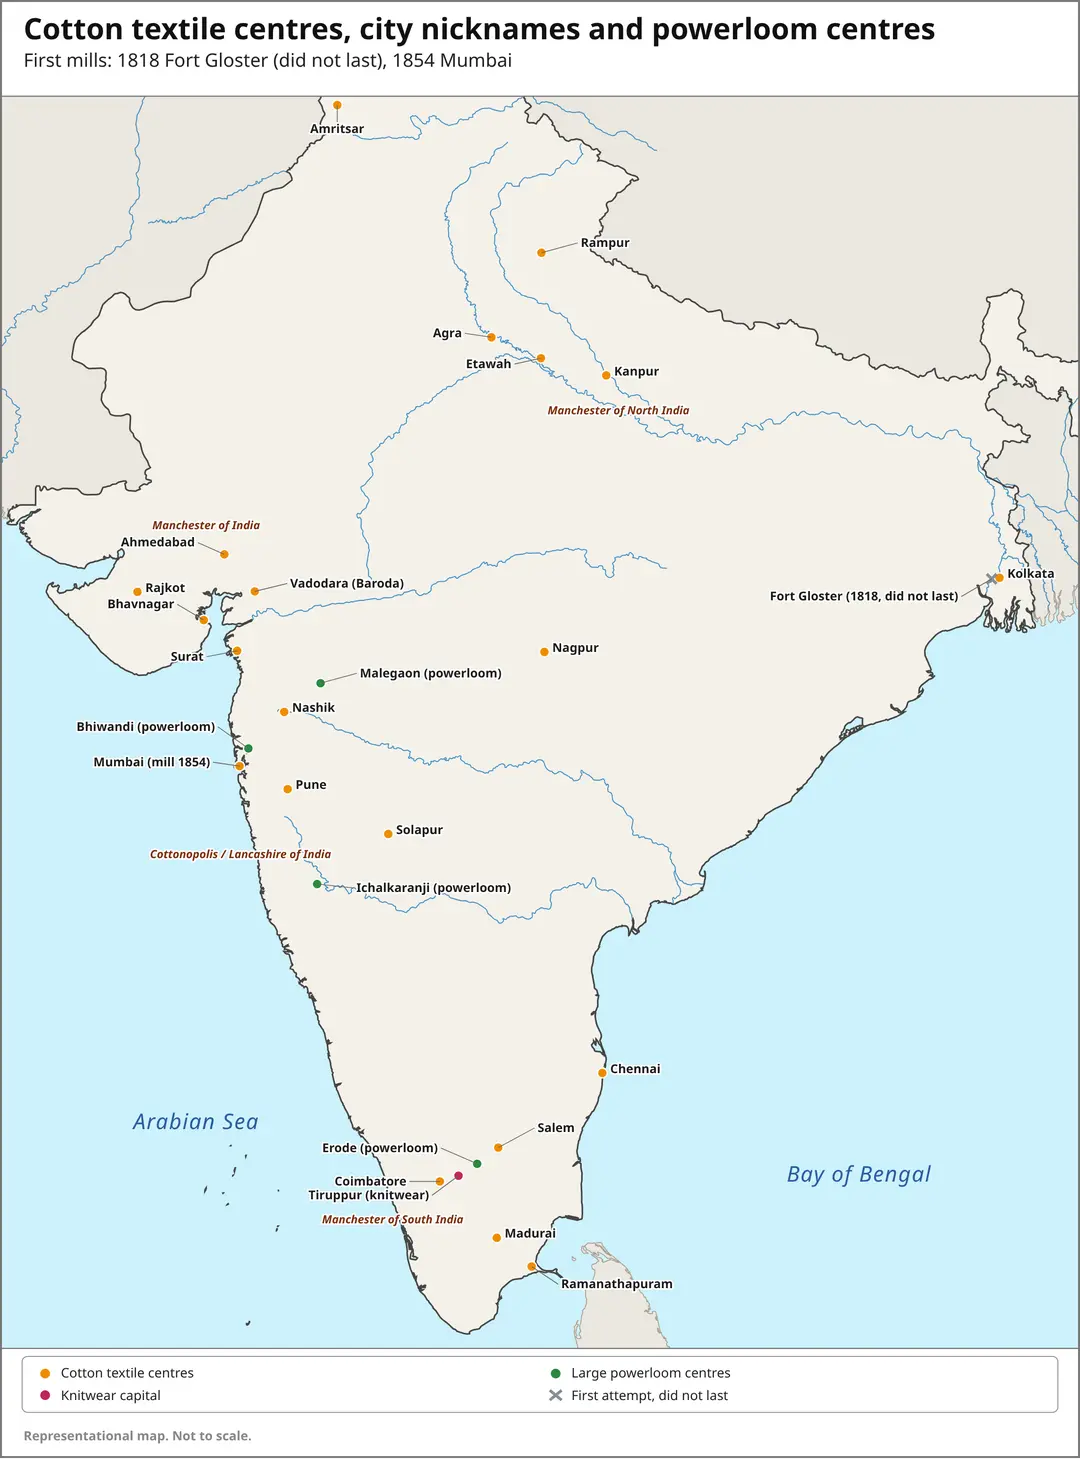 Cotton textile centres, city nicknames and powerloom centres
First mills: 1818 Fort Gloster (did not last), 1854 Mumbai
Amritsar
Rampur
Agra
Etawah
Kanpur
Manchester of North India
Manchester of India
Ahmedabad
Rajkot
Vadodara (Baroda)
Bhavnagar
Kolkata
Fort Gloster (1818, did not last)
Surat
Nagpur
Malegaon (powerloom)
Nashik
Bhiwandi (powerloom)
Mumbai (mill 1854)
Pune
Solapur
Cottonopolis / Lancashire of India
Ichalkaranji (powerloom)
Chennai
Arabian Sea
Salem
Erode (powerloom)
Bay of Bengal
Coimbatore
Tiruppur (knitwear)
Manchester of South India
Madurai
Ramanathapuram
Cotton textile centres
Large powerloom centres
Knitwear capital
First attempt, did not last
Representational map. Not to scale.